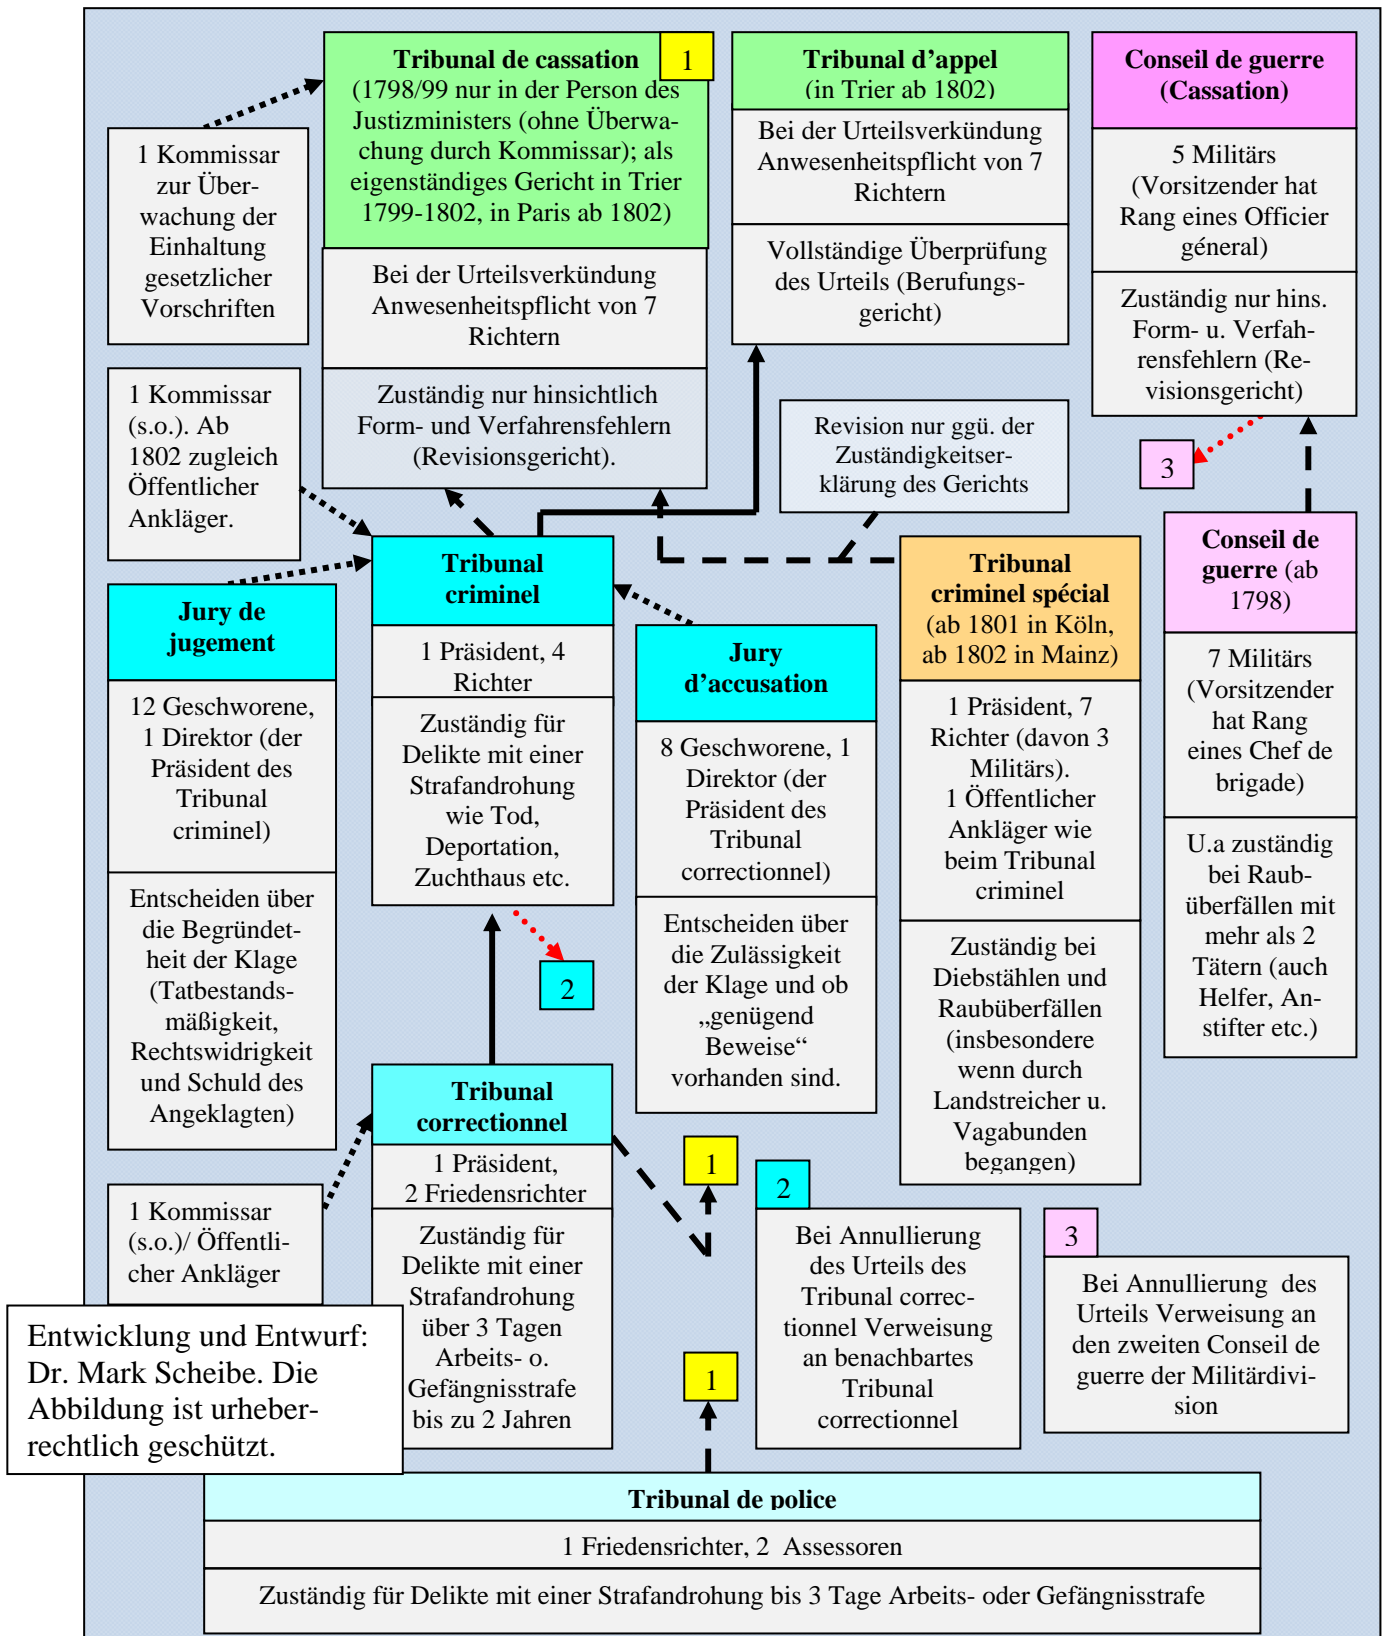 Tribunal de cassation
1
(1798/99 nur in der Person des
Justizministers (ohne Überwa-
chung durch Kommissar); als
eigenständiges Gericht in Trier
1799-1802, in Paris ab 1802)
Bei der Urteilsverkündung
Anwesenheitspflicht von 7
Richtern
Zuständig nur hinsichtlich
Form- und Verfahrensfehlern
(Revisionsgericht).
Tribunal d’appel
(in Trier ab 1802)
Bei der Urteilsverkündung
Anwesenheitspflicht von 7
Richtern
Vollständige Überprüfung
des Urteils (Berufungs-
gericht)
Conseil de guerre
(Cassation)
5 Militärs
(Vorsitzender hat
Rang eines Officier
géneral)
Zuständig nur hins.
Form- u. Verfah-
rensfehlern (Re-
visionsgericht)
3
1 Kommissar
zur Über-
wachung der
Einhaltung
gesetzlicher
Vorschriften
1 Kommissar
(s.o.). Ab
1802 zugleich
Öffentlicher
Ankläger.
Revision nur ggü. der
Zuständigkeitser-
klärung des Gerichts
Jury de
jugement
12 Geschworene,
1 Direktor (der
Präsident des
Tribunal
criminel)
Entscheiden über
die Begründet-
heit der Klage
(Tatbestands-
mäßigkeit,
Rechtswidrigkeit
und Schuld des
Angeklagten)
Tribunal
criminel
1 Präsident, 4
Richter
Zuständig für
Delikte mit einer
Strafandrohung
wie Tod,
Deportation,
Zuchthaus etc.
2
Jury
d’accusation
8 Geschworene, 1
Direktor (der
Präsident des
Tribunal
correctionnel)
Entscheiden über
die Zulässigkeit
der Klage und ob
„genügend
Beweise“
vorhanden sind.
Tribunal
criminel spécial
(ab 1801 in Köln,
ab 1802 in Mainz)
1 Präsident, 7
Richter (davon 3
Militärs).
1 Öffentlicher
Ankläger wie
beim Tribunal
criminel
Zuständig bei
Diebstählen und
Raubüberfällen
(insbesondere
wenn durch
Landstreicher u.
Vagabunden
begangen)
Conseil de
guerre (ab
1798)
7 Militärs
(Vorsitzender
hat Rang
eines Chef de
brigade)
U.a zuständig
bei Raub-
überfällen mit
mehr als 2
Tätern (auch
Helfer, An-
stifter etc.)
1 Kommissar
(s.o.)/ Öffentli-
cher Ankläger
Tribunal
correctionnel
1 Präsident,
2 Friedensrichter
Zuständig für
Delikte mit einer
Strafandrohung
über 3 Tagen
Arbeits- o.
Gefängnisstrafe
bis zu 2 Jahren
1
1
2
Bei Annullierung
des Urteils des
Tribunal correc-
tionnel Verweisung
an benachbartes
Tribunal
correctionnel
3
Bei Annullierung  des
Urteils Verweisung an
den zweiten Conseil de
guerre der Militärdivi-
sion
Entwicklung und Entwurf:
Dr. Mark Scheibe. Die
Abbildung ist urheber-
rechtlich geschützt.
Tribunal de police
1 Friedensrichter, 2  Assessoren
Zuständig für Delikte mit einer Strafandrohung bis 3 Tage Arbeits- oder Gefängnisstrafe